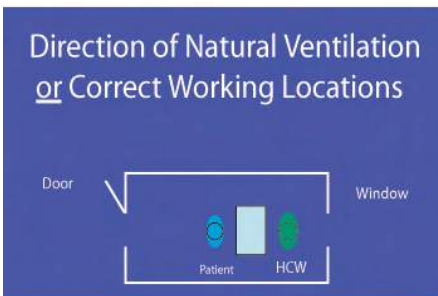 Direction of Natural Ventilation
or Correct Working Locations
Door
Window
Patient
HCW